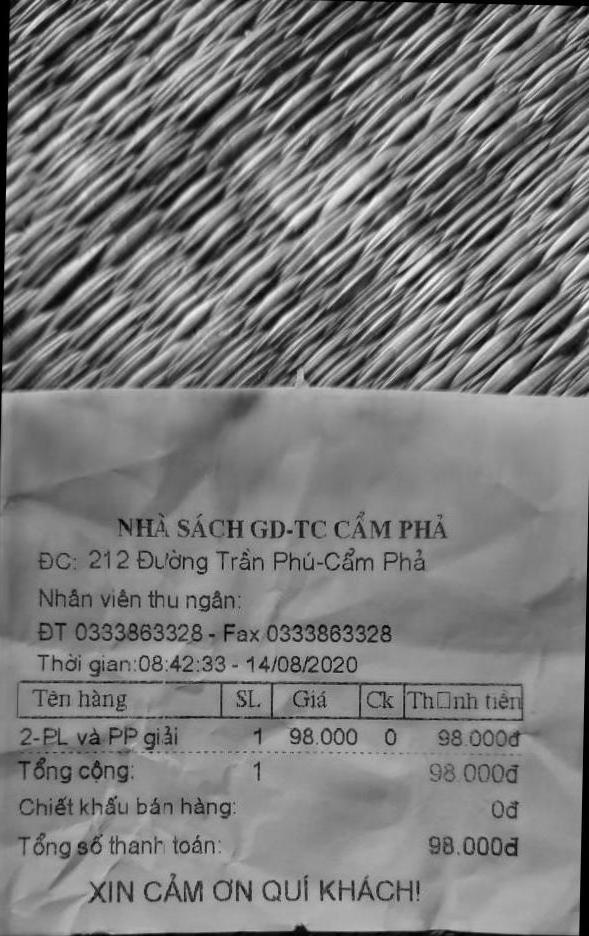 NHÀ SÁCH GD-TC CẨM PHẢ
ĐC: 212 Đường Trần Phú-Cẩm Phả
Nhân viên thu ngân:
ĐT 0333863328 - Fax 0333863328
Thời gian:08:42:33 - 14/08/2020
Tên hàng SL Giá Ck Th□nh tiền
2-PL và PP giải 1 98.000 0 98.000đ
Tổng cộng: 1 98.000đ
Chiết khấu bán hàng: 0đ
Tổng số thanh toán: 98.000đ
XIN CẢM ƠN QUÍ KHÁCH!